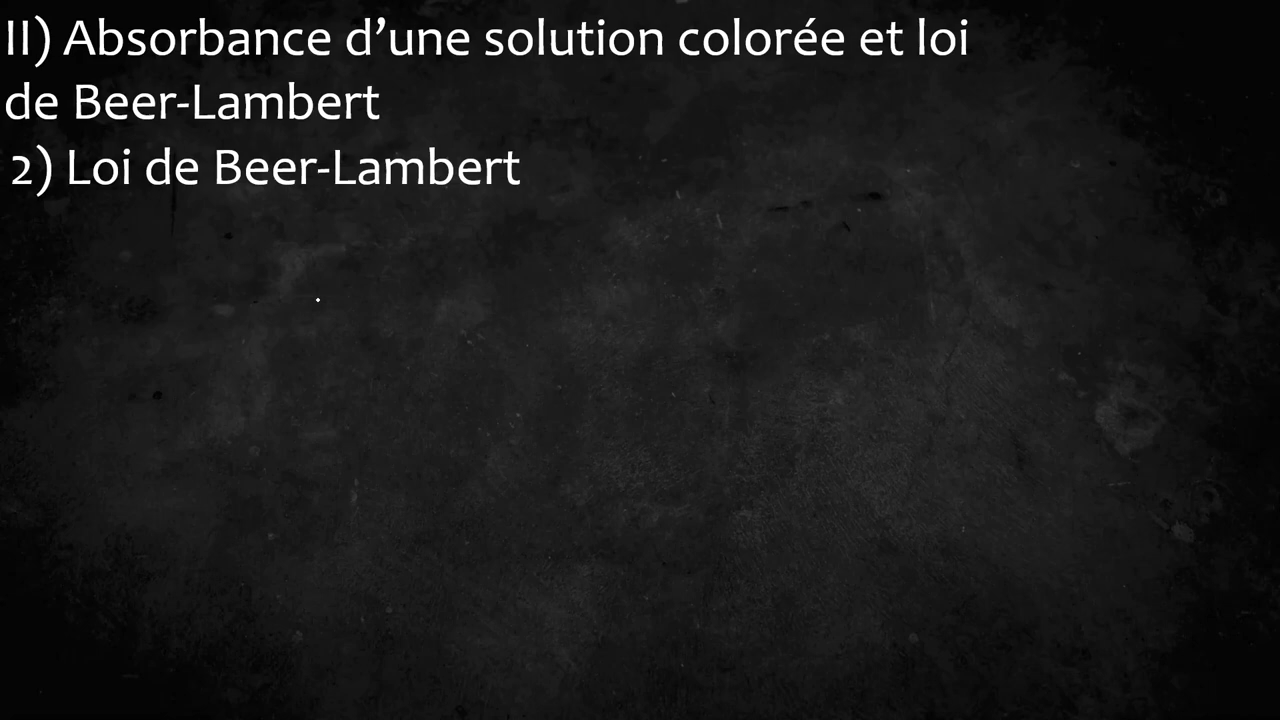 II) Absorbance d’une solution colorée et loi
de Beer-Lambert
2) Loi de Beer-Lambert